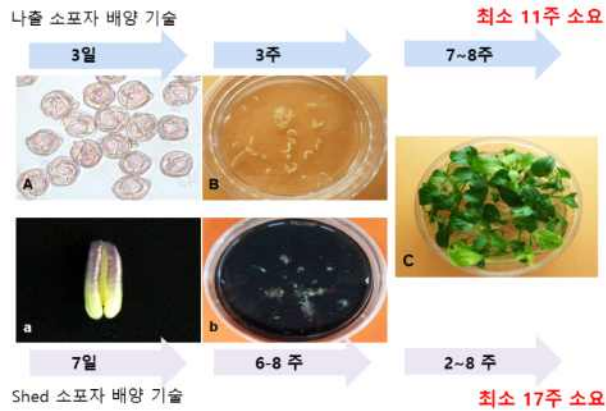 나출 소포자 배양 기술
최소 11주 소요
3일
3주
7~8주
A
B
C
a
b
7일
6-8 주
2~8 주
Shed 소포자 배양 기술
최소 17주 소요